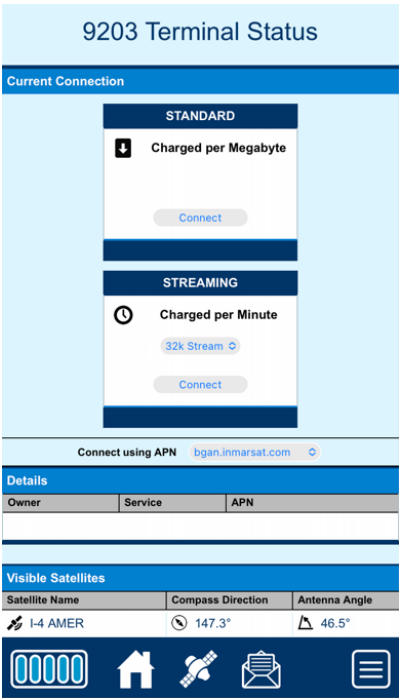 9203 Terminal Status
Current Connection
STANDARD
Charged per Megabyte
Connect
STREAMING
Charged per Minute
32k Stream
Connect
Connect using APN bgan.inmarsat.com
Details
Owner Service APN
Visible Satellites
Satellite Name Compass Direction Antenna Angle
I-4 AMER 147.3° 46.5°